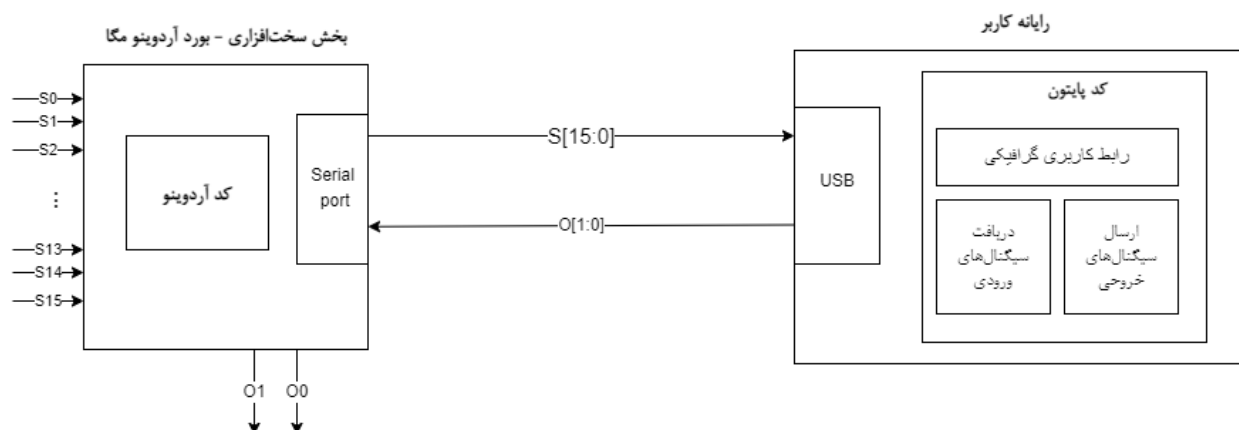 رایانه کاربر
بخش سخت‌افزاری - بورد آردوینو مگا
کد پایتون
رابط کاربری گرافیکی
ارسال
سیگنال‌های
خروجی
دریافت
سیگنال‌های
ورودی
USB
S[15:0]
O[1:0]
Serial
port
کد آردوینو
S0
S1
S2
⋮
S13
S14
S15
O1
O0